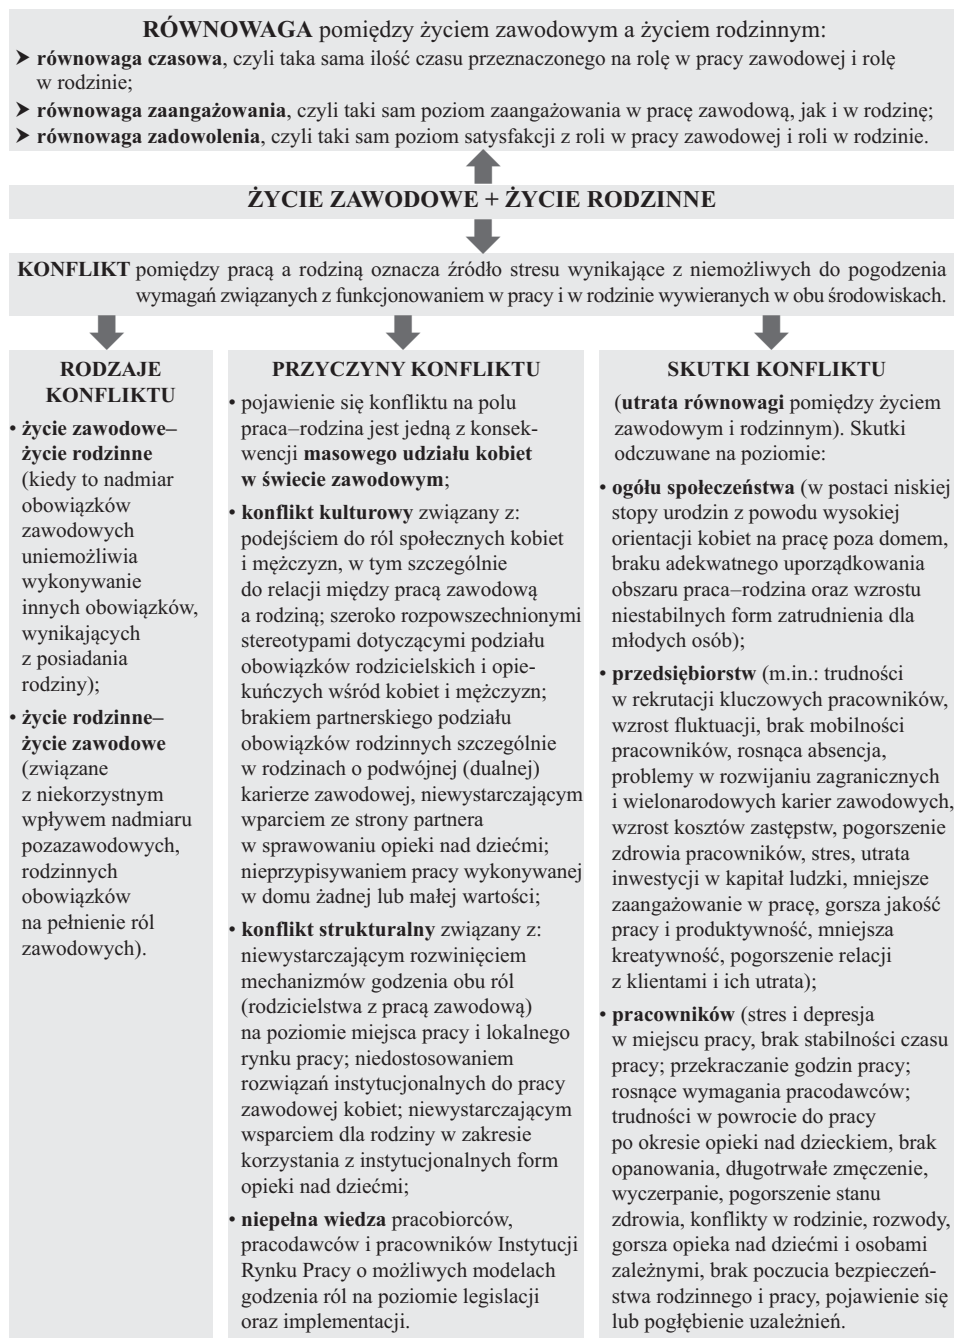 RÓWNOWAGA pomiędzy życiem zawodowym a życiem rodzinnym:
➤ równowaga czasowa, czyli taka sama ilość czasu przeznaczonego na rolę w pracy zawodowej i rolę
w rodzinie;
➤ równowaga zaangażowania, czyli taki sam poziom zaangażowania w pracę zawodową, jak i w rodzinę;
➤ równowaga zadowolenia, czyli taki sam poziom satysfakcji z roli w pracy zawodowej i roli w rodzinie.
ŻYCIE ZAWODOWE + ŻYCIE RODZINNE
KONFLIKT pomiędzy pracą a rodziną oznacza źródło stresu wynikające z niemożliwych do pogodzenia
wymagań związanych z funkcjonowaniem w pracy i w rodzinie wywieranych w obu środowiskach.
RODZAJE
KONFLIKTU
• życie zawodowe–
życie rodzinne
(kiedy to nadmiar
obowiązków
zawodowych
uniemożliwia
wykonywanie
innych obowiązków,
wynikających
z posiadania
rodziny);
• życie rodzinne–
życie zawodowe
(związane
z niekorzystnym
wpływem nadmiaru
pozazawodowych,
rodzinnych
obowiązków
na pełnienie ról
zawodowych).
PRZYCZYNY KONFLIKTU
• pojawienie się konfliktu na polu
praca–rodzina jest jedną z konsek-
wencji masowego udziału kobiet
w świecie zawodowym;
• konflikt kulturowy związany z:
podejściem do ról społecznych kobiet
i mężczyzn, w tym szczególnie
do relacji między pracą zawodową
a rodziną; szeroko rozpowszechnionymi
stereotypami dotyczącymi podziału
obowiązków rodzicielskich i opie-
kuńczych wśród kobiet i mężczyzn;
brakiem partnerskiego podziału
obowiązków rodzinnych szczególnie
w rodzinach o podwójnej (dualnej)
karierze zawodowej, niewystarczającym
wparciem ze strony partnera
w sprawowaniu opieki nad dziećmi;
nieprzypisywaniem pracy wykonywanej
w domu żadnej lub małej wartości;
• konflikt strukturalny związany z:
niewystarczającym rozwinięciem
mechanizmów godzenia obu ról
(rodzicielstwa z pracą zawodową)
na poziomie miejsca pracy i lokalnego
rynku pracy; niedostosowaniem
rozwiązań instytucjonalnych do pracy
zawodowej kobiet; niewystarczającym
wsparciem dla rodziny w zakresie
korzystania z instytucjonalnych form
opieki nad dziećmi;
• niepełna wiedza pracobiorców,
pracodawców i pracowników Instytucji
Rynku Pracy o możliwych modelach
godzenia ról na poziomie legislacji
oraz implementacji.
SKUTKI KONFLIKTU
(utrata równowagi pomiędzy życiem
zawodowym i rodzinnym). Skutki
odczuwane na poziomie:
• ogółu społeczeństwa (w postaci niskiej
stopy urodzin z powodu wysokiej
orientacji kobiet na pracę poza domem,
braku adekwatnego uporządkowania
obszaru praca–rodzina oraz wzrostu
niestabilnych form zatrudnienia dla
młodych osób);
• przedsiębiorstw (m.in.: trudności
w rekrutacji kluczowych pracowników,
wzrost fluktuacji, brak mobilności
pracowników, rosnąca absencja,
problemy w rozwijaniu zagranicznych
i wielonarodowych karier zawodowych,
wzrost kosztów zastępstw, pogorszenie
zdrowia pracowników, stres, utrata
inwestycji w kapitał ludzki, mniejsze
zaangażowanie w pracę, gorsza jakość
pracy i produktywność, mniejsza
kreatywność, pogorszenie relacji
z klientami i ich utrata);
• pracowników (stres i depresja
w miejscu pracy, brak stabilności czasu
pracy; przekraczanie godzin pracy;
rosnące wymagania pracodawców;
trudności w powrocie do pracy
po okresie opieki nad dzieckiem, brak
opanowania, długotrwałe zmęczenie,
wyczerpanie, pogorszenie stanu
zdrowia, konflikty w rodzinie, rozwody,
gorsza opieka nad dziećmi i osobami
zależnymi, brak poczucia bezpieczeń-
stwa rodzinnego i pracy, pojawienie się
lub pogłębienie uzależnień.